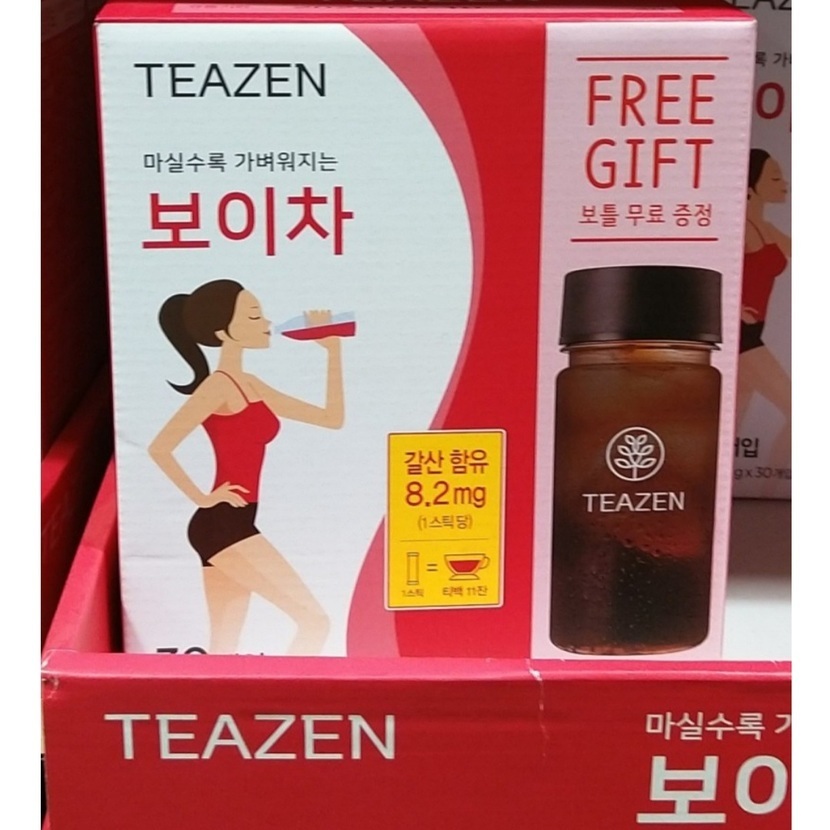 TEAZEN
마실수록 가벼워지는
보이차
FREE
GIFT
보틀 무료 증정
갈산 함유
8.2mg
(1스틱당)
=
1스틱
티백 11잔
TEAZEN
TEAZEN
마실수록
보이